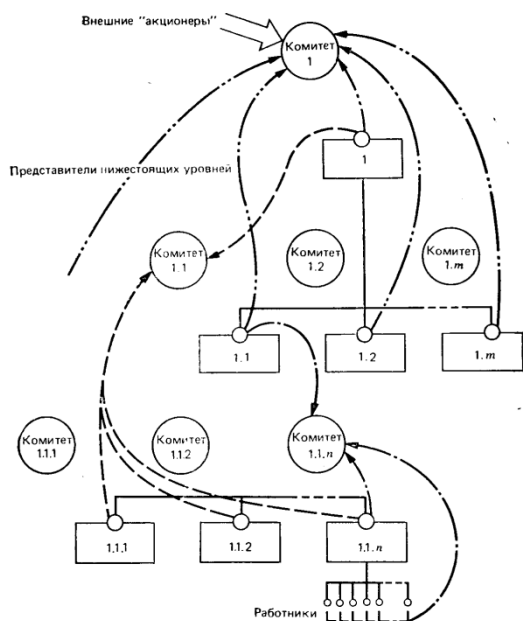 Внешние "акционеры"
Комитет
1
1
Представители нижестоящих уровней
Комитет
1.1
Комитет
1.2
Комитет
1.m
1.1
1.2
1.m
Комитет
1.1.1
Комитет
1.1.2
Комитет
1.1.n
1.1.1
1.1.2
1.1.n
Работники